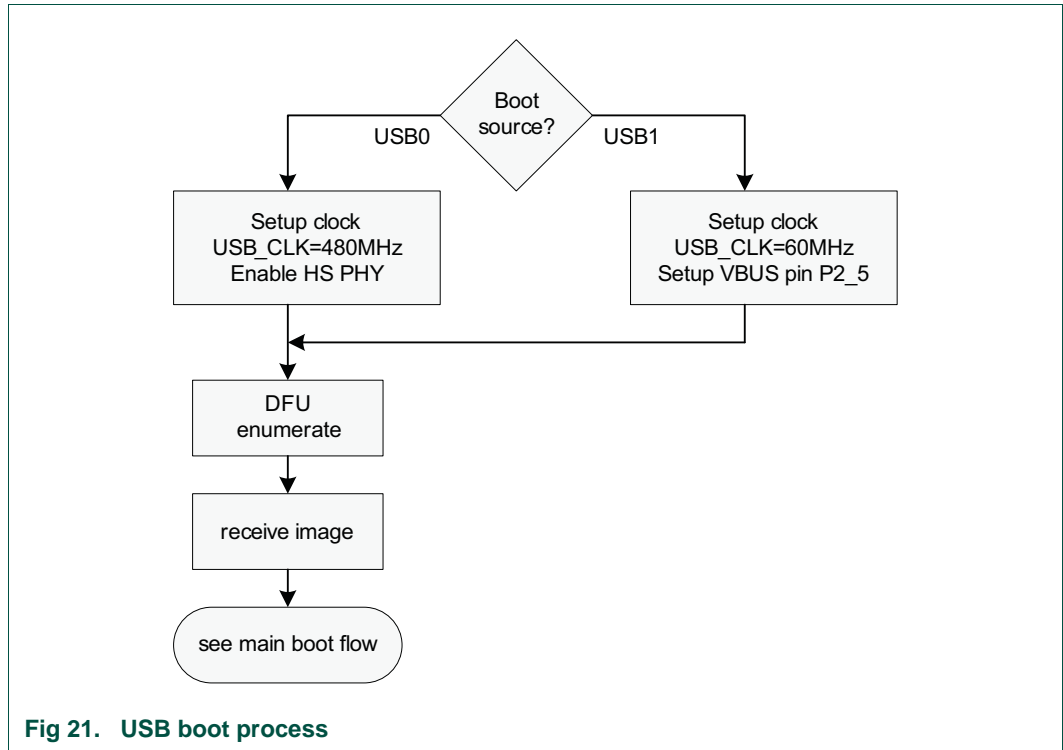 Boot
source?
USB0
USB1
Setup clock
USB_CLK=480MHz
Enable HS PHY
Setup clock
USB_CLK=60MHz
Setup VBUS pin P2_5
DFU
enumerate
receive image
see main boot flow
Fig 21. USB boot process